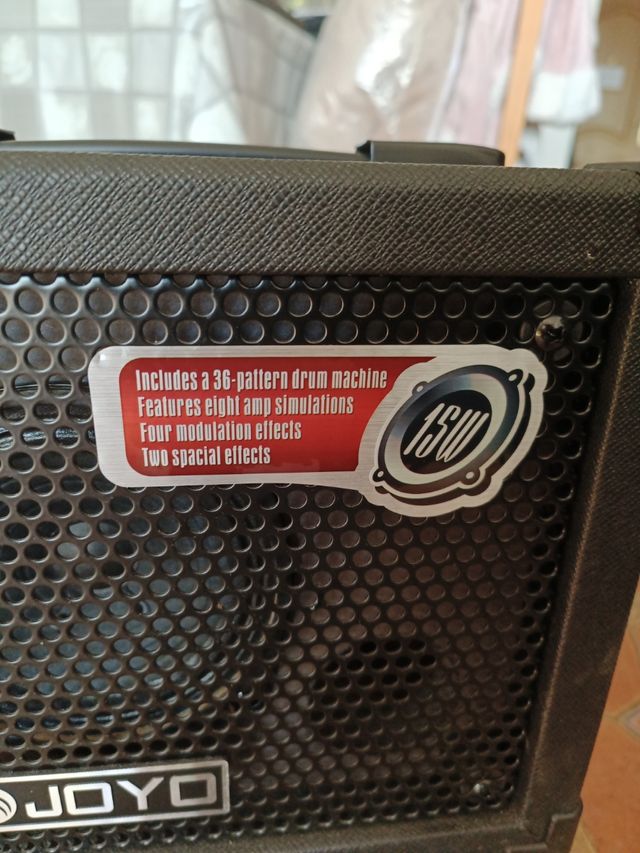 Includes a 36-pattern drum machine
Features eight amp simulations
Four modulation effects
Two spacial effects
15W
JOYO